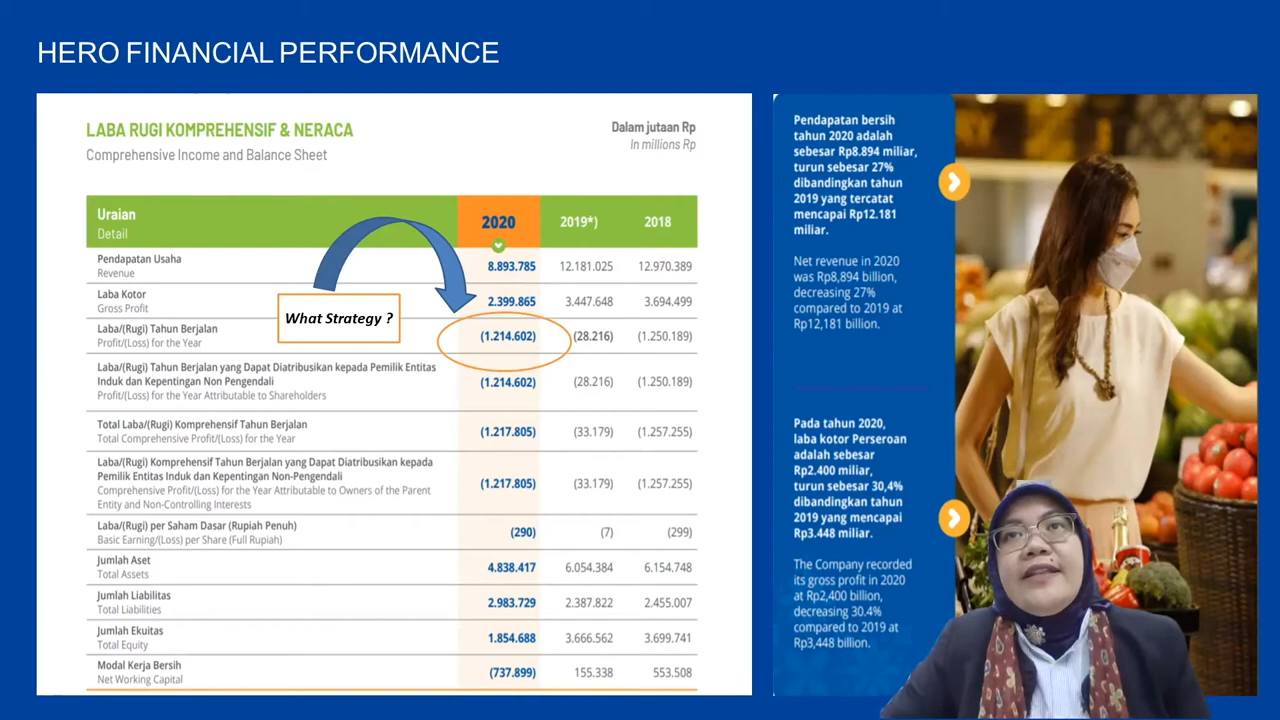 HERO FINANCIAL PERFORMANCE
LABA RUGI KOMPREHENSIF & NERACA
Comprehensive Income and Balance Sheet
Dalam jutaan Rp
In millions Rp
Uraian
Detail
2020
2019*)
2018
Pendapatan Usaha
Revenue
8.893.785 12.181.025 12.970.389
Laba Kotor
Gross Profit
2.399.865 3.447.648 3.694.499
What Strategy ?
Laba/(Rugi) Tahun Berjalan
Profit/(Loss) for the Year
(1.214.602) (28.216) (1.250.189)
Laba/(Rugi) Tahun Berjalan yang Dapat Diatribusikan kepada Pemilik Entitas
Induk dan Kepentingan Non Pengendali
Profit/(Loss) for the Year Attributable to Shareholders
(1.214.602) (28.216) (1.250.189)
Total Laba/(Rugi) Komprehensif Tahun Berjalan
Total Comprehensive Profit/(Loss) for the Year
(1.217.805) (33.179) (1.257.255)
Laba/(Rugi) Komprehensif Tahun Berjalan yang Dapat Diatribusikan kepada
Pemilik Entitas Induk dan Kepentingan Non-Pengendali
Comprehensive Profit/(Loss) for the Year Attributable to Owners of the Parent
Entity and Non-Controlling Interests
(1.217.805) (33.179) (1.257.255)
Laba/(Rugi) per Saham Dasar (Rupiah Penuh)
Basic Earning/(Loss) per Share (Full Rupiah)
(290) (7) (299)
Jumlah Aset
Total Assets
4.838.417 6.054.384 6.154.748
Jumlah Liabilitas
Total Liabilities
2.983.729 2.387.822 2.455.007
Jumlah Ekuitas
Total Equity
1.854.688 3.666.562 3.699.741
Modal Kerja Bersih
Net Working Capital
(737.899) 155.338 553.508
Pendapatan bersih
tahun 2020 adalah
sebesar Rp8.894 miliar,
turun sebesar 27%
dibandingkan tahun
2019 yang tercatat
mencapai Rp12.181
miliar.
Net revenue in 2020
was Rp8,894 billion,
decreasing 27%
compared to 2019 at
Rp12,181 billion.
Pada tahun 2020,
laba kotor Perseroan
adalah sebesar
Rp2.400 miliar,
turun sebesar 30,4%
dibandingkan tahun
2019 yang mencapai
Rp3.448 miliar.
The Company recorded
its gross profit in 2020
at Rp2,400 billion,
decreasing 30.4%
compared to 2019 at
Rp3,448 billion.